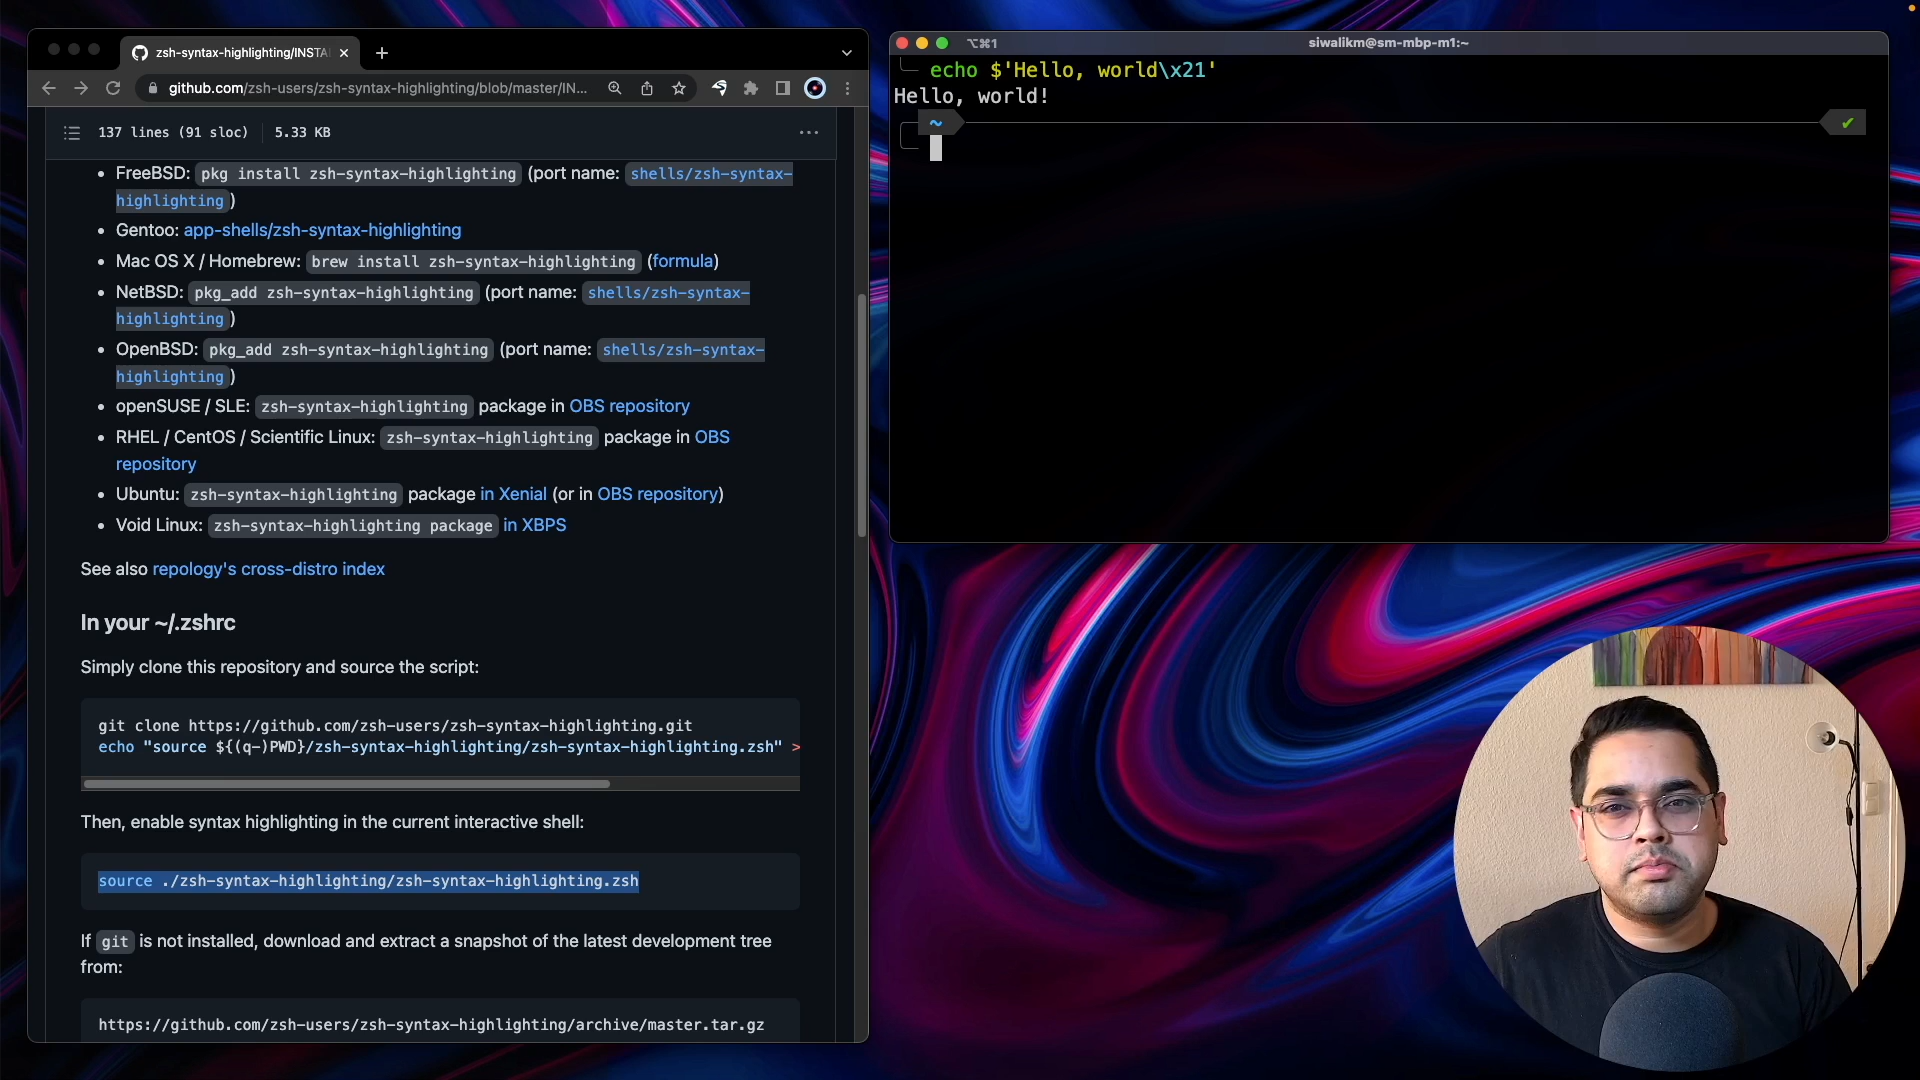 zsh-syntax-highlighting/INSTA
github.com/zsh-users/zsh-syntax-highlighting/blob/master/IN...
137 lines (91 sloc) 5.33 KB
FreeBSD: pkg install zsh-syntax-highlighting (port name: shells/zsh-syntax-
highlighting )
Gentoo: app-shells/zsh-syntax-highlighting
Mac OS X / Homebrew: brew install zsh-syntax-highlighting (formula)
NetBSD: pkg_add zsh-syntax-highlighting (port name: shells/zsh-syntax-
highlighting )
OpenBSD: pkg_add zsh-syntax-highlighting (port name: shells/zsh-syntax-
highlighting )
openSUSE / SLE: zsh-syntax-highlighting package in OBS repository
RHEL / CentOS / Scientific Linux: zsh-syntax-highlighting package in OBS
repository
Ubuntu: zsh-syntax-highlighting package in Xenial (or in OBS repository)
Void Linux: zsh-syntax-highlighting package in XBPS
See also repology's cross-distro index
In your ~/.zshrc
Simply clone this repository and source the script:
git clone https://github.com/zsh-users/zsh-syntax-highlighting.git
echo "source ${(q-)PWD}/zsh-syntax-highlighting/zsh-syntax-highlighting.zsh" >
Then, enable syntax highlighting in the current interactive shell:
source ./zsh-syntax-highlighting/zsh-syntax-highlighting.zsh
If git is not installed, download and extract a snapshot of the latest development tree
from:
https://github.com/zsh-users/zsh-syntax-highlighting/archive/master.tar.gz
⌥⌘1 siwalikm@sm-mbp-m1:~
echo $'Hello, world\x21'
Hello, world!
~ ✔